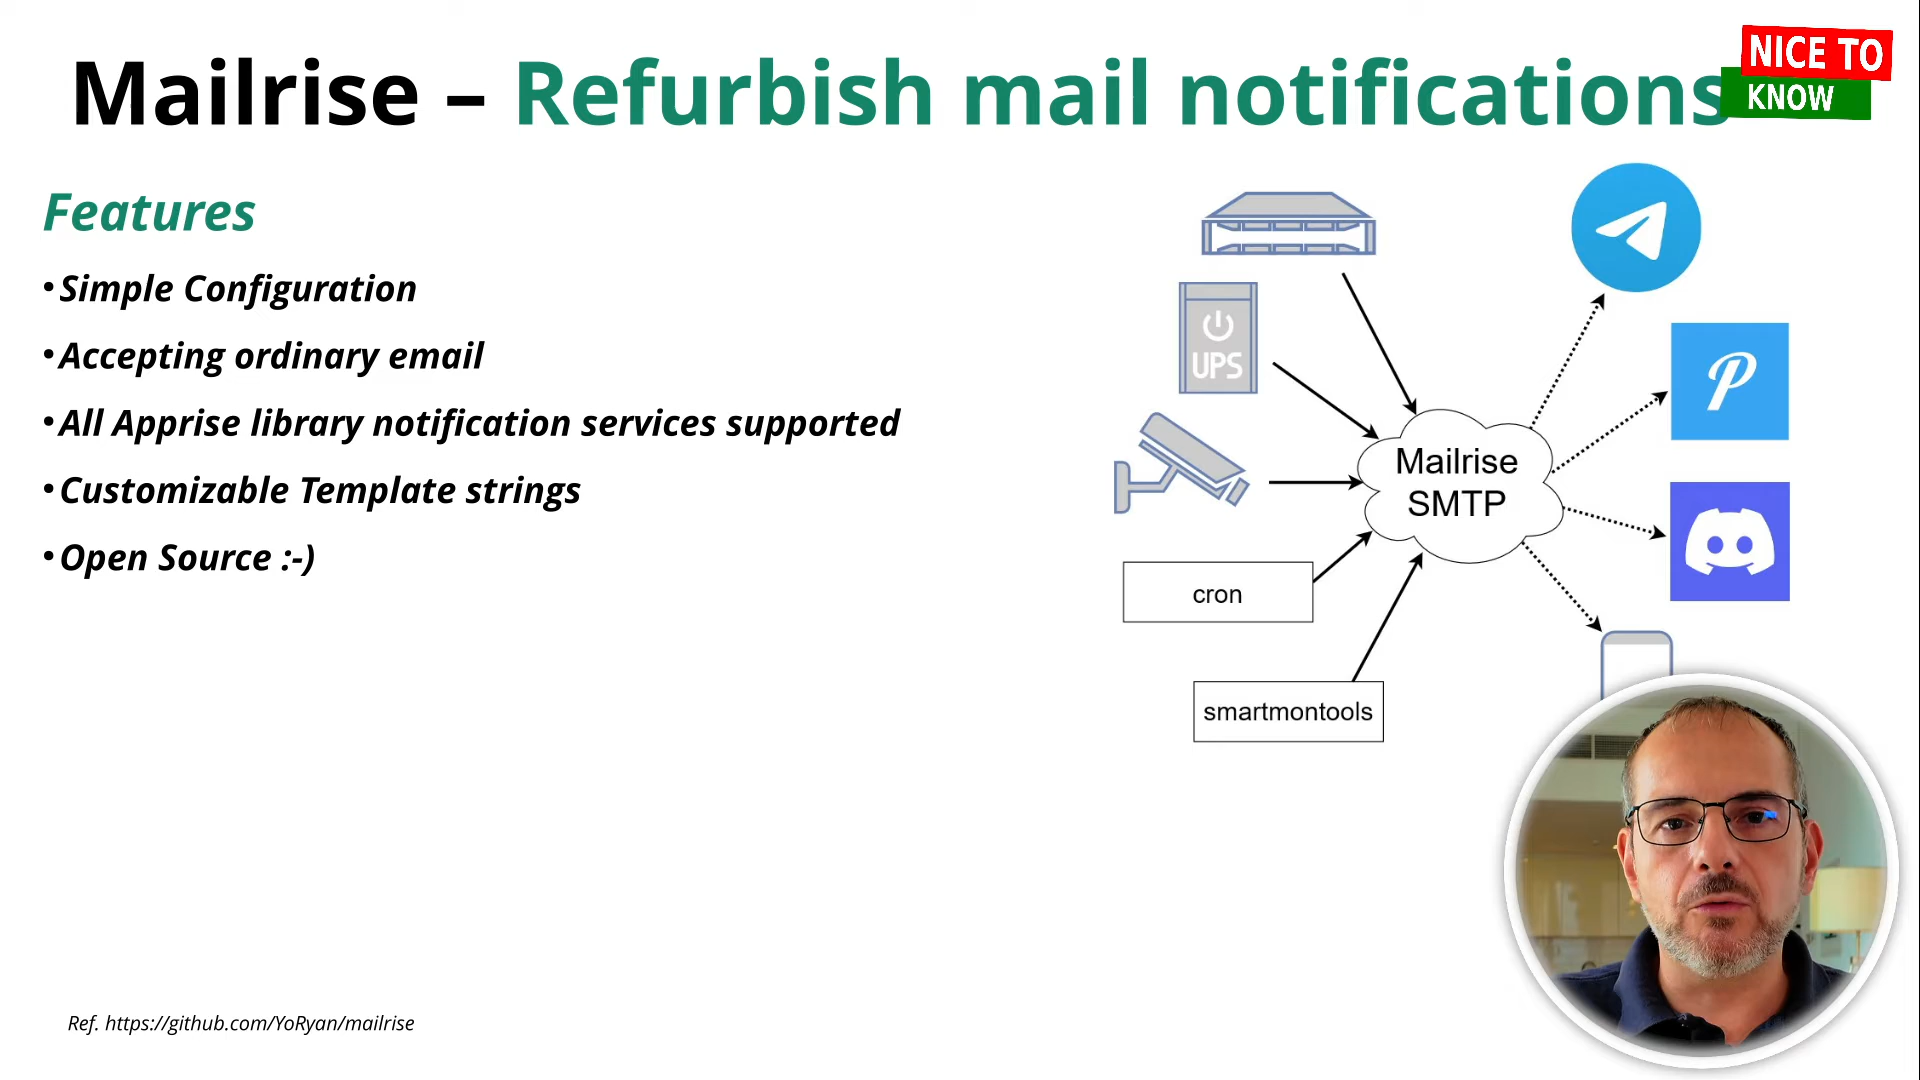 Mailrise – Refurbish mail notifications
NICE TO
KNOW
Features
•Simple Configuration
•Accepting ordinary email
•All Apprise library notification services supported
•Customizable Template strings
•Open Source :-)
UPS
Mailrise
SMTP
cron
smartmontools
Ref. https://github.com/YoRyan/mailrise